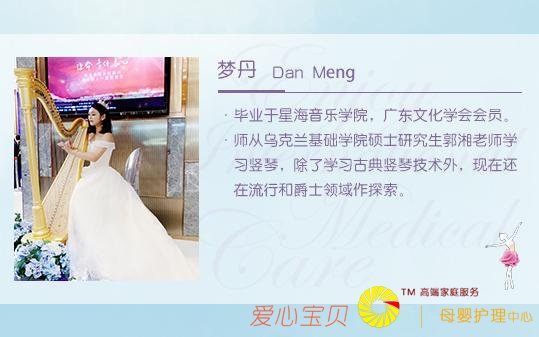 梦丹 Dan Meng
· 毕业于星海音乐学院，广东文化学会会员。
· 师从乌克兰基础学院硕士研究生郭湘老师学
习竖琴，除了学习古典竖琴技术外，现在还
在流行和爵士领域作探索。
Enjoy
Medical
Care
爱心宝贝
TM 高端家庭服务
母婴护理中心